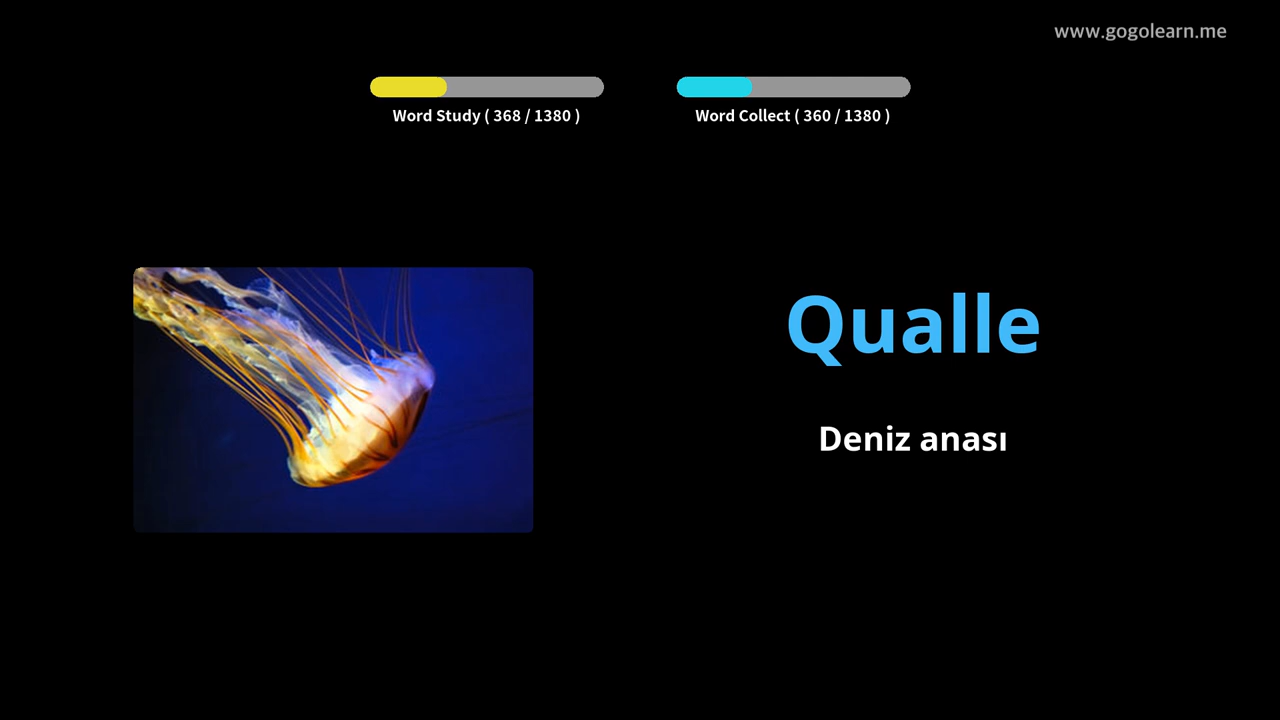 www.gogolearn.me
Word Study ( 368 / 1380 )
Word Collect ( 360 / 1380 )
Qualle
Deniz anası